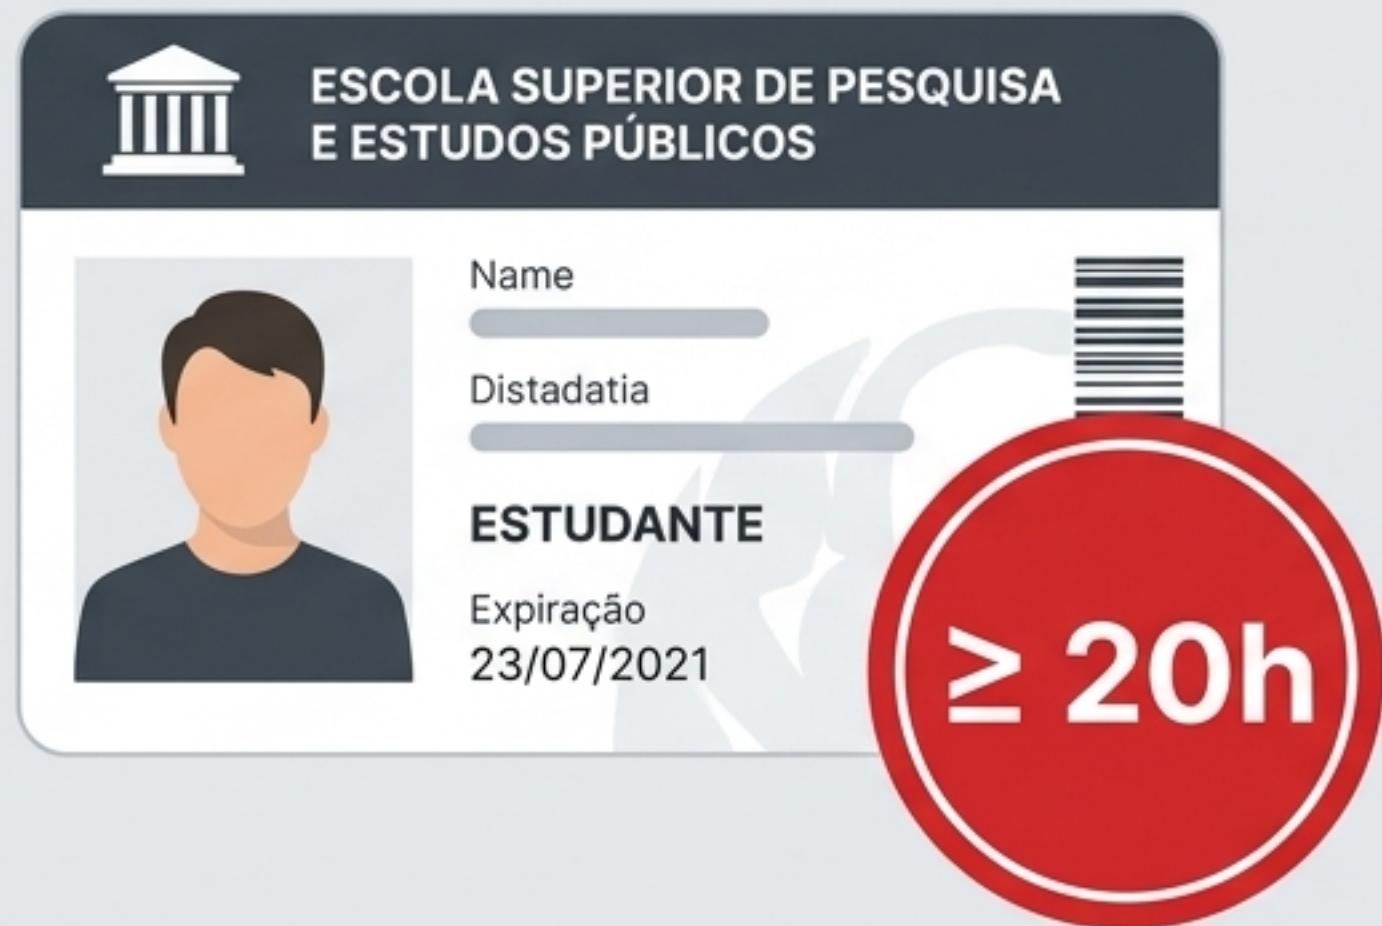 ESCOLA SUPERIOR DE PESQUISA
E ESTUDOS PÚBLICOS
Name
Distadatia
ESTUDANTE
Expiração
23/07/2021
≥ 20h